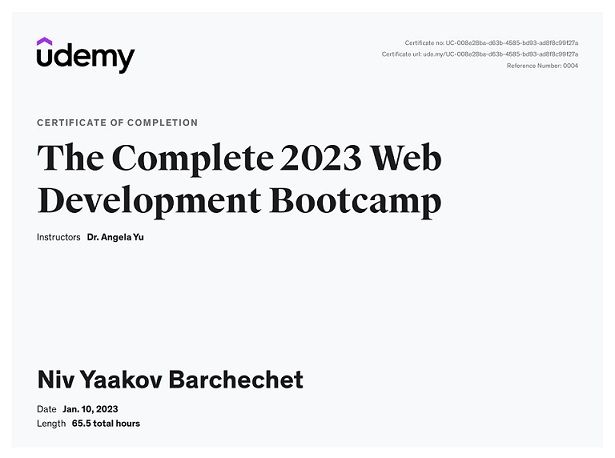 udemy
Certificate no: UC-008e28ba-d63b-4585-bd93-ad8f8c99f27a
Certificate url: ude.my/UC-008e28ba-d63b-4585-bd93-ad8f8c99f27a
Reference Number: 0004
CERTIFICATE OF COMPLETION
The Complete 2023 Web
Development Bootcamp
Instructors Dr. Angela Yu
Niv Yaakov Barchechet
Date Jan. 10, 2023
Length 65.5 total hours